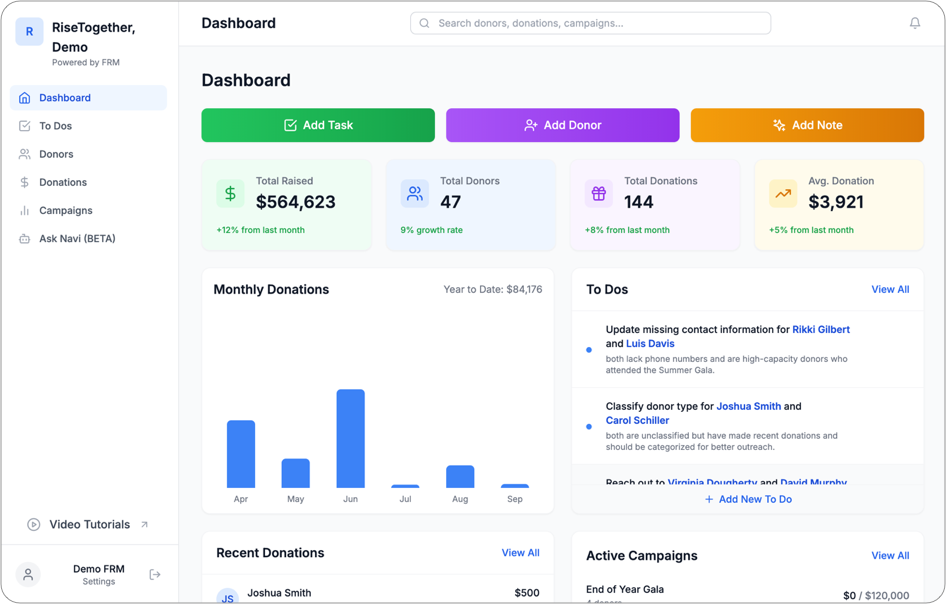 R
RiseTogether,
Demo
Powered by FRM
Dashboard
To Dos
Donors
Donations
Campaigns
Ask Navi (BETA)
Video Tutorials
Demo FRM
Settings
Dashboard
Search donors, donations, campaigns...
Dashboard
Add Task
Add Donor
Add Note
Total Raised
$564,623
+12% from last month
Total Donors
47
9% growth rate
Total Donations
144
+8% from last month
Avg. Donation
$3,921
+5% from last month
Monthly Donations
Year to Date: $84,176
Apr
May
Jun
Jul
Aug
Sep
To Dos
View All
Update missing contact information for Rikki Gilbert
and Luis Davis
both lack phone numbers and are high-capacity donors who
attended the Summer Gala.
Classify donor type for Joshua Smith and
Carol Schiller
both are unclassified but have made recent donations and
should be categorized for better outreach.
Reach out to Virginia Dougherty and David Murphy
Add New To Do
Recent Donations
View All
JS
Joshua Smith
$500
Active Campaigns
View All
End of Year Gala
$0 / $120,000